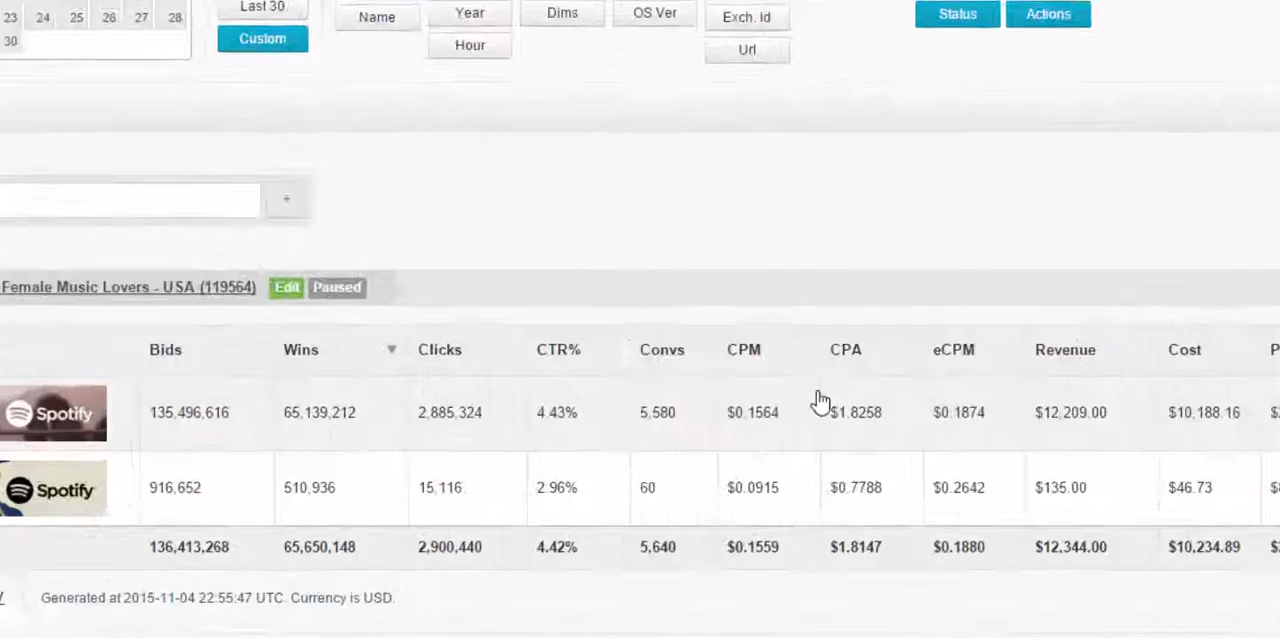 23 24 25 26 27 28 Last 30 Name Year Dims OS Ver Exch. Id Status Actions
30 Custom Hour Url
+
Female Music Lovers - USA (119564) Edit Paused
Bids Wins ▼ Clicks CTR% Convs CPM CPA eCPM Revenue Cost P
Spotify 135,496,616 65,139,212 2,885,324 4.43% 5,580 $0.1564 $1.8258 $0.1874 $12,209.00 $10,188.16
Spotify 916,652 510,936 15,116 2.96% 60 $0.0915 $0.7788 $0.2642 $135.00 $46.73
136,413,268 65,650,148 2,900,440 4.42% 5,640 $0.1559 $1.8147 $0.1880 $12,344.00 $10,234.89
Generated at 2015-11-04 22:55:47 UTC. Currency is USD.